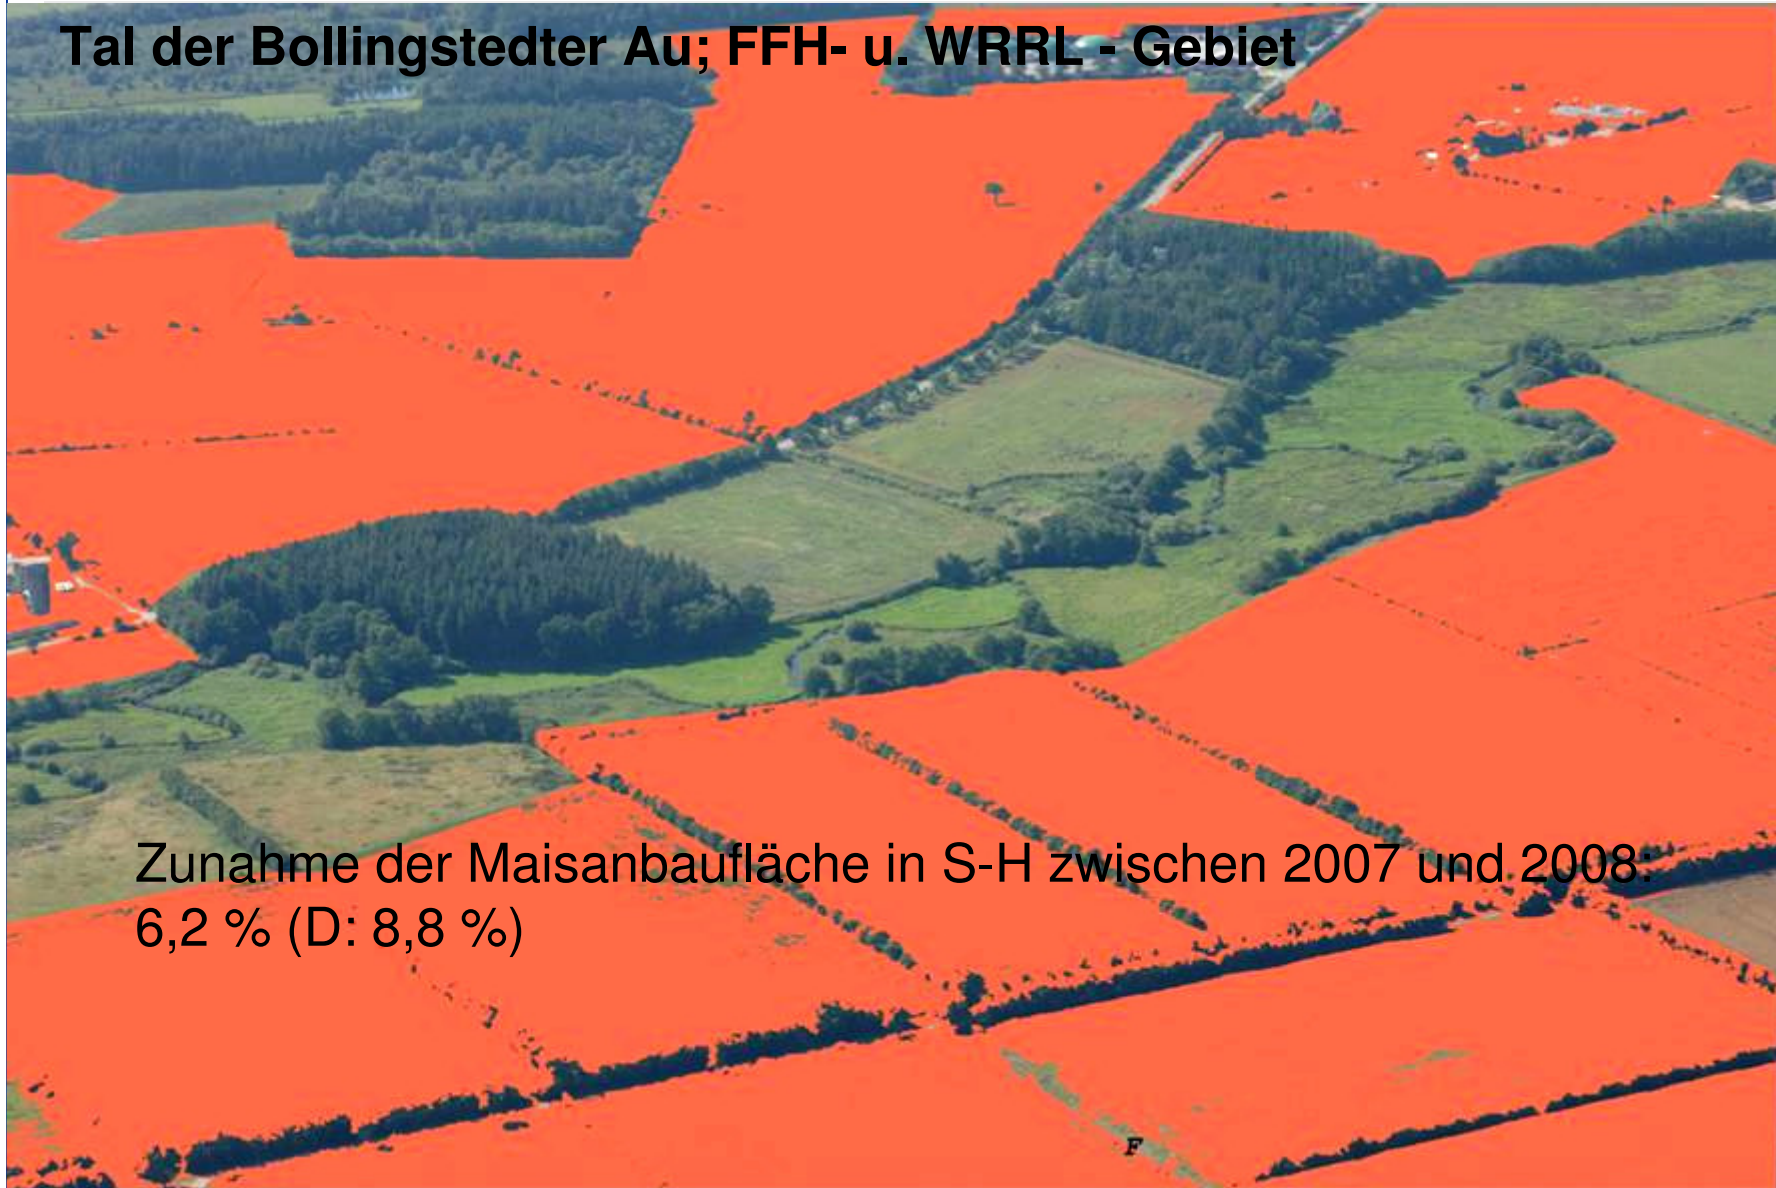 Tal der Bollingstedter Au; FFH- u. WRRL - Gebiet
Zunahme der Maisanbaufläche in S-H zwischen 2007 und 2008:
6,2 % (D: 8,8 %)
F